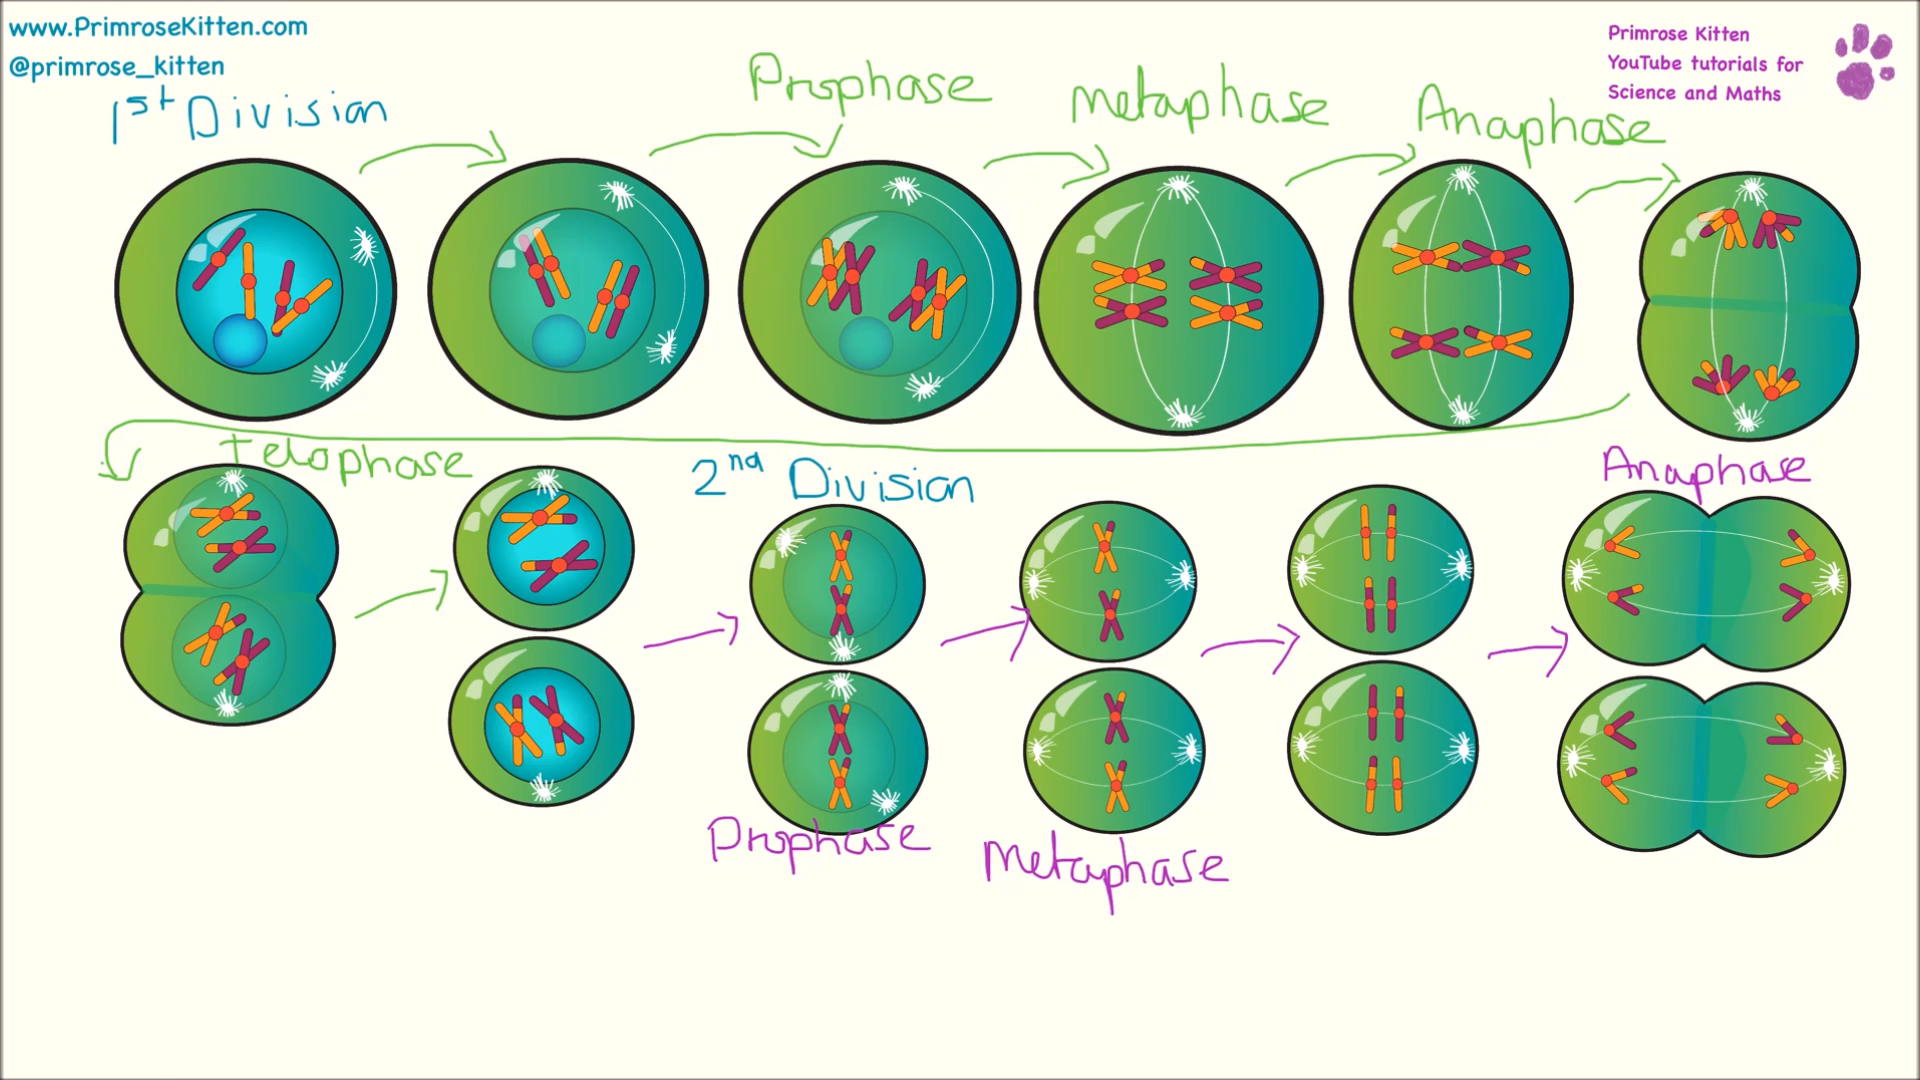 www.PrimroseKitten.com
@primrose_kitten
Primrose Kitten
YouTube tutorials for
Science and Maths
1st Division
Prophase
metaphase
Anaphase
Telophase
2nd Division
Anaphase
Prophase
Metaphase